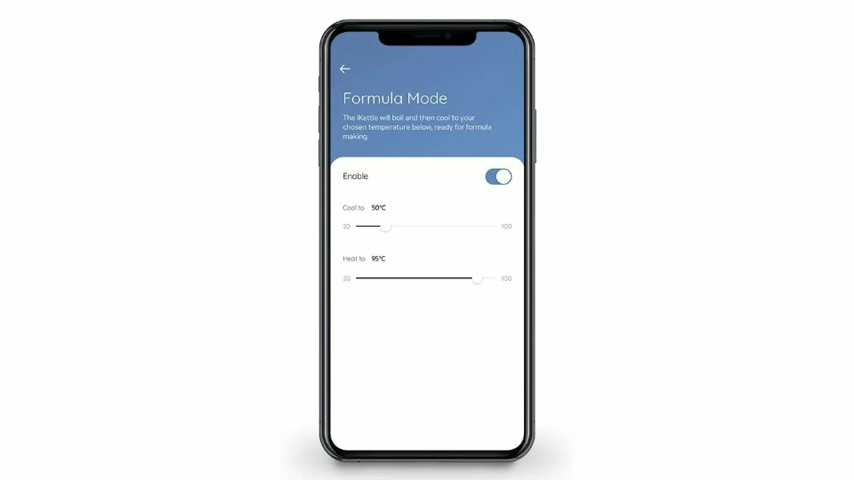 Formula Mode
The iKettle will boil and then cool to your
chosen temperature below, ready for formula
making.
Enable
Cool to 50°C
20 100
Heat to 95°C
20 100